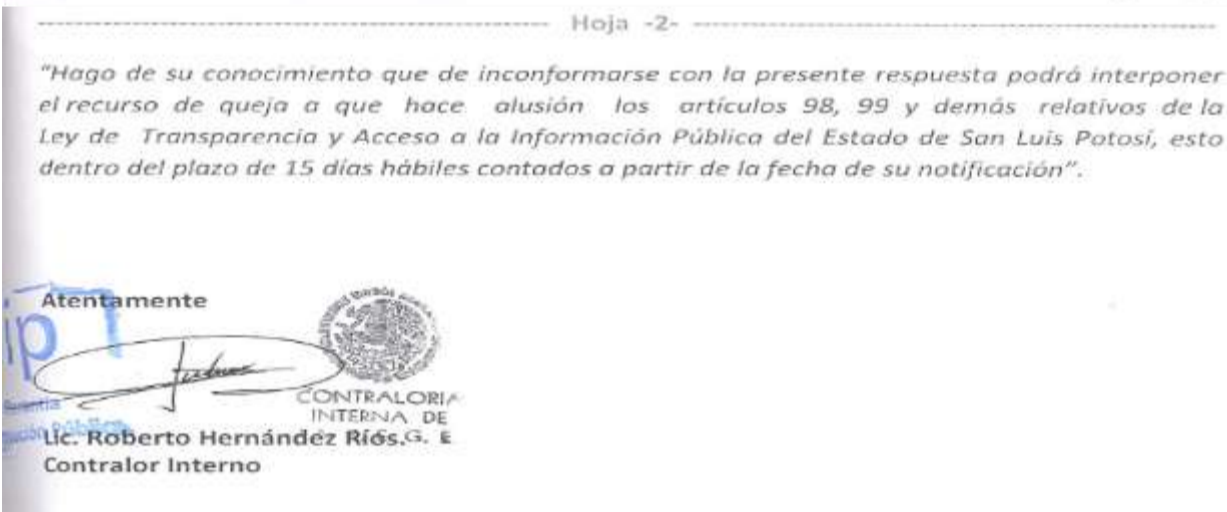 Hoja -2-
"Hago de su conocimiento que de inconformarse con la presente respuesta podrá interponer
el recurso de queja a que hace alusión los artículos 98, 99 y demás relativos de la
Ley de Transparencia y Acceso a la Información Pública del Estado de San Luis Potosí, esto
dentro del plazo de 15 días hábiles contados a partir de la fecha de su notificación".
Atentamente
ip
CONTRALORI
INTERNA DE
Lic. Roberto Hernández Ríos. G. E
Contralor Interno